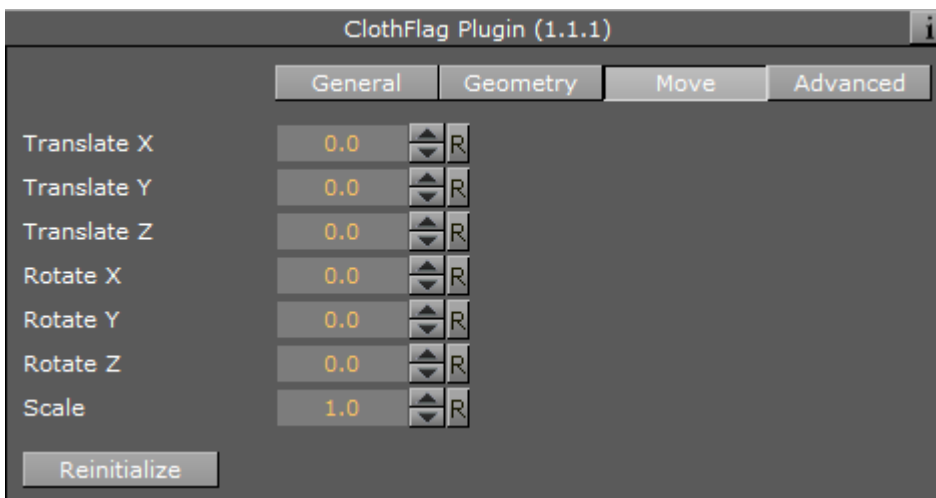 ClothFlag Plugin (1.1.1) i
General Geometry Move Advanced
Translate X 0.0 R
Translate Y 0.0 R
Translate Z 0.0 R
Rotate X 0.0 R
Rotate Y 0.0 R
Rotate Z 0.0 R
Scale 1.0 R
Reinitialize